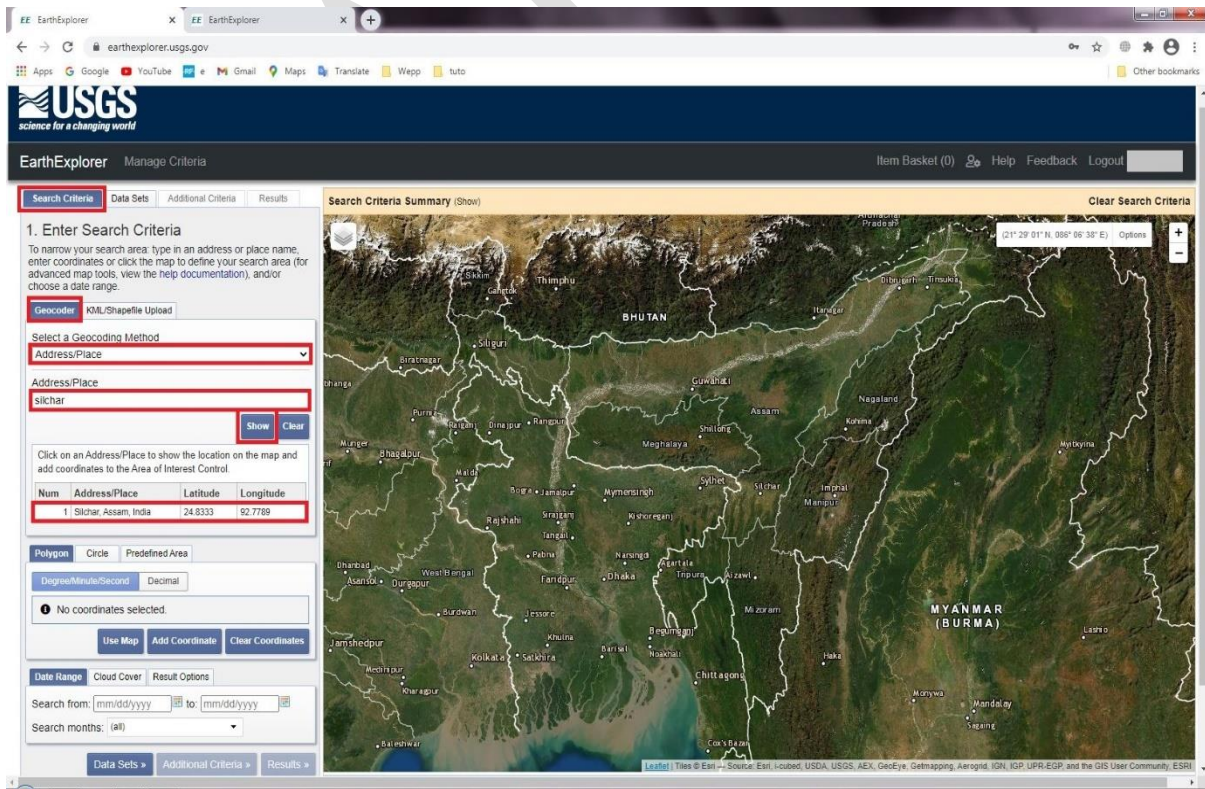 EE EarthExplorer × EE EarthExplorer ×
earthexplorer.usgs.gov
Apps Google YouTube e Gmail Maps Translate Wepp tuto Other bookmarks
USGS
science for a changing world
EarthExplorer Manage Criteria Item Basket (0) Help Feedback Logout
Search Criteria Data Sets Additional Criteria Results
Search Criteria Summary (Show) Clear Search Criteria
1. Enter Search Criteria
To narrow your search area: type in an address or place name,
enter coordinates or click the map to define your search area (for
advanced map tools, view the help documentation), and/or
choose a date range.
Geocoder KML/Shapefile Upload
Select a Geocoding Method
Address/Place
Address/Place
silchar
Show Clear
Click on an Address/Place to show the location on the map and
add coordinates to the Area of Interest Control.
Num Address/Place Latitude Longitude
1 Silchar, Assam, India 24.8333 92.7789
Polygon Circle Predefined Area
Degree/Minute/Second Decimal
No coordinates selected.
Use Map Add Coordinate Clear Coordinates
Date Range Cloud Cover Result Options
Search from: mm/dd/yyyy to: mm/dd/yyyy
Search months: (all)
Data Sets » Additional Criteria » Results »
Pradesh
(21° 29' 01" N, 086° 06' 38" E) Options
+
−
Sikkim
Gangtok
Thimphu
Dibrugarh
Tinsukia
BHUTAN
Itanagar
Siliguri
Biratnagar
Guwahati
Nagaland
Assam
Kohima
Raiganj
Dinajpur
Rangpur
Shillong
Munger
Bhagalpur
Meghalaya
Myitkyina
Malda
Bogra
Jamalpur
Mymensingh
Sylhet
Silchar
Imphal
Manipur
Rajshahi
Sirajganj
Kishoreganj
Tangail
Pabna
Narsingdi
Dhanbad
Asansol
Durgapur
West Bengal
Faridpur
Dhaka
Agartala
Tripura
Aizawl
Burdwan
Jessore
Mizoram
MYANMAR
(BURMA)
Lashio
Jamshedpur
Khulna
Begumganj
Kolkata
Satkhira
Barisal
Noakhali
Haka
Medinipur
Chittagong
Kharagpur
Monywa
Mandalay
Sagaing
Baleshwar
Cox's Bazar
Leaflet | Tiles © Esri — Source: Esri, i-cubed, USDA, USGS, AEX, GeoEye, Getmapping, Aerogrid, IGN, IGP, UPR-EGP, and the GIS User Community, ESRI